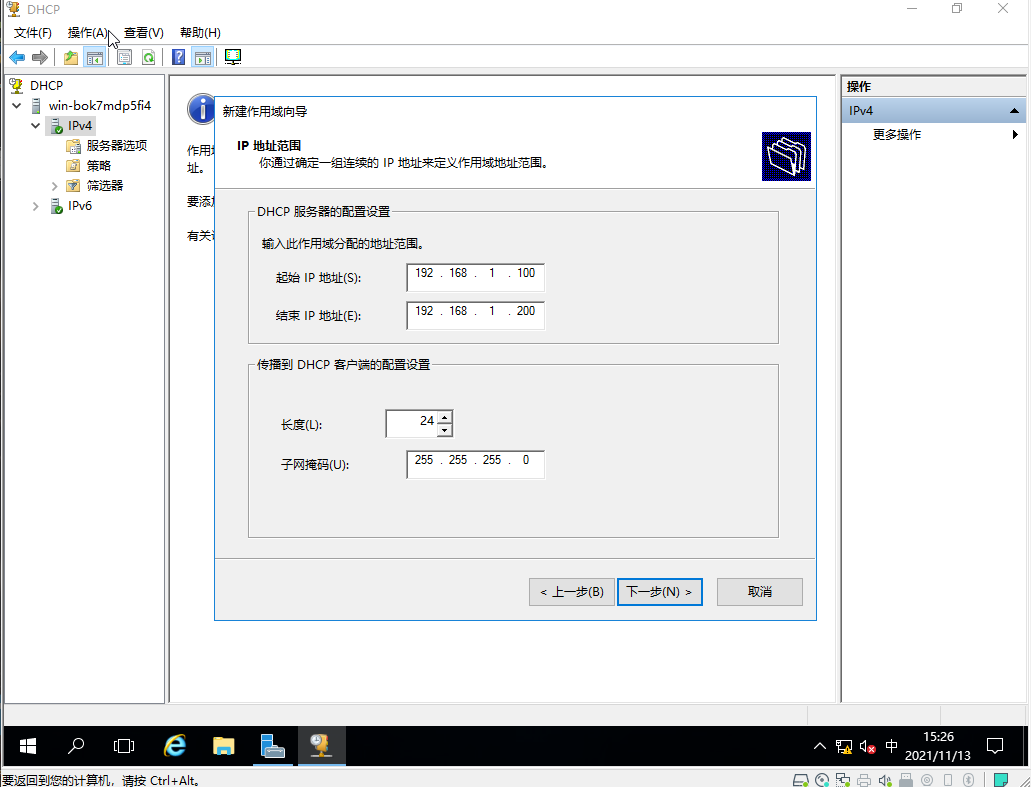 DHCP
文件(F) 操作(A) 查看(V) 帮助(H)
DHCP
win-bok7mdp5fi4
IPv4
服务器选项
策略
筛选器
IPv6
作用
址。
要添加
有关
新建作用域向导
IP 地址范围
你通过确定一组连续的 IP 地址来定义作用域地址范围。
DHCP 服务器的配置设置
输入此作用域分配的地址范围。
起始 IP 地址(S): 192 . 168 . 1 . 100
结束 IP 地址(E): 192 . 168 . 1 . 200
传播到 DHCP 客户端的配置设置
长度(L): 24
子网掩码(U): 255 . 255 . 255 . 0
< 上一步(B) 下一步(N) > 取消
操作
IPv4
更多操作
中
15:26
2021/11/13
要返回到您的计算机，请按 Ctrl+Alt。